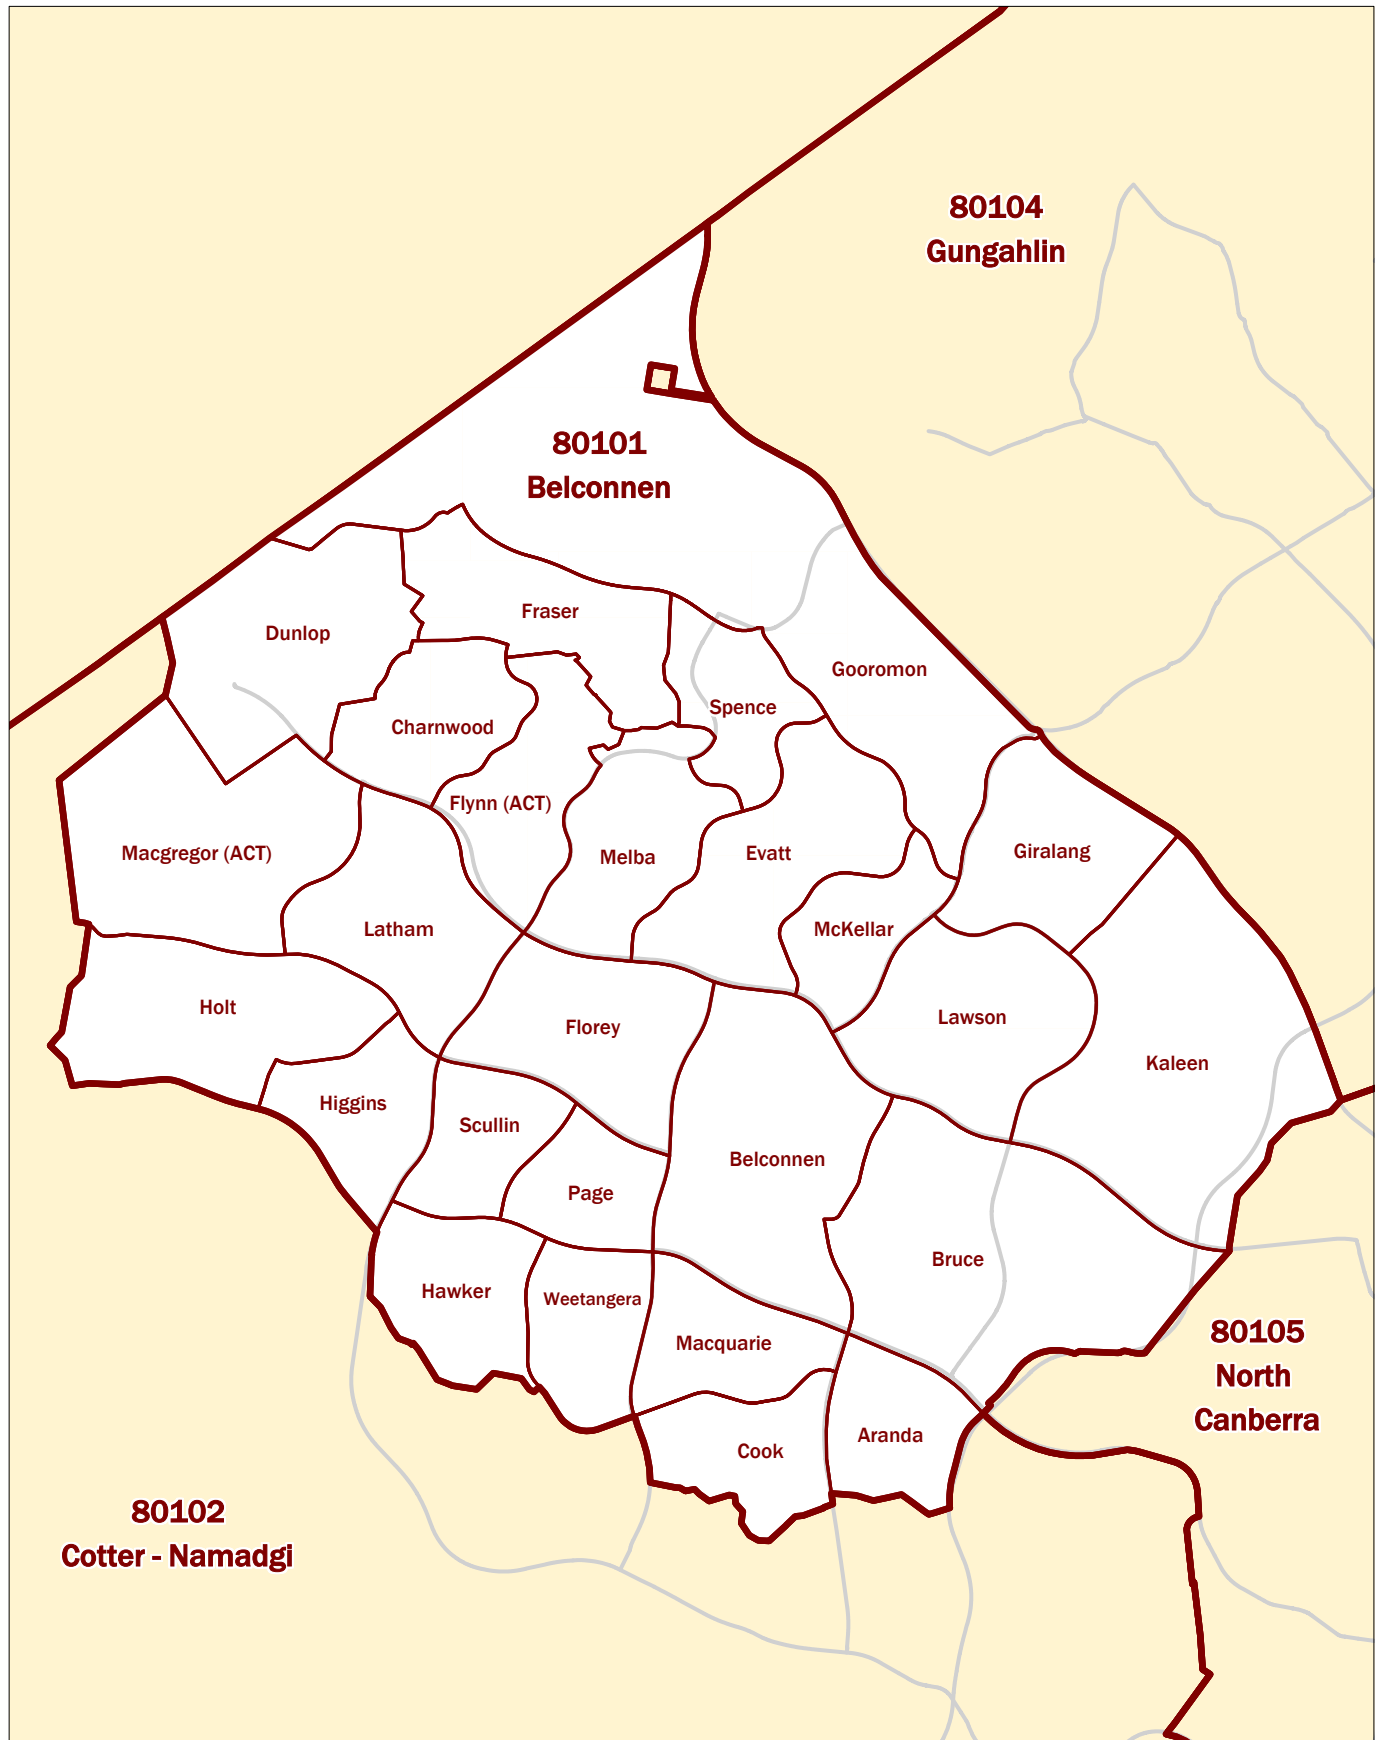 80104
Gungahlin
80101
Belconnen
Fraser
Dunlop
Gooromon
Spence
Charnwood
Flynn (ACT)
Macgregor (ACT)
Melba
Evatt
Giralang
Latham
McKellar
Holt
Florey
Lawson
Kaleen
Higgins
Scullin
Belconnen
Page
Bruce
Hawker
Weetangera
Macquarie
80105
North
Canberra
Aranda
Cook
80102
Cotter - Namadgi